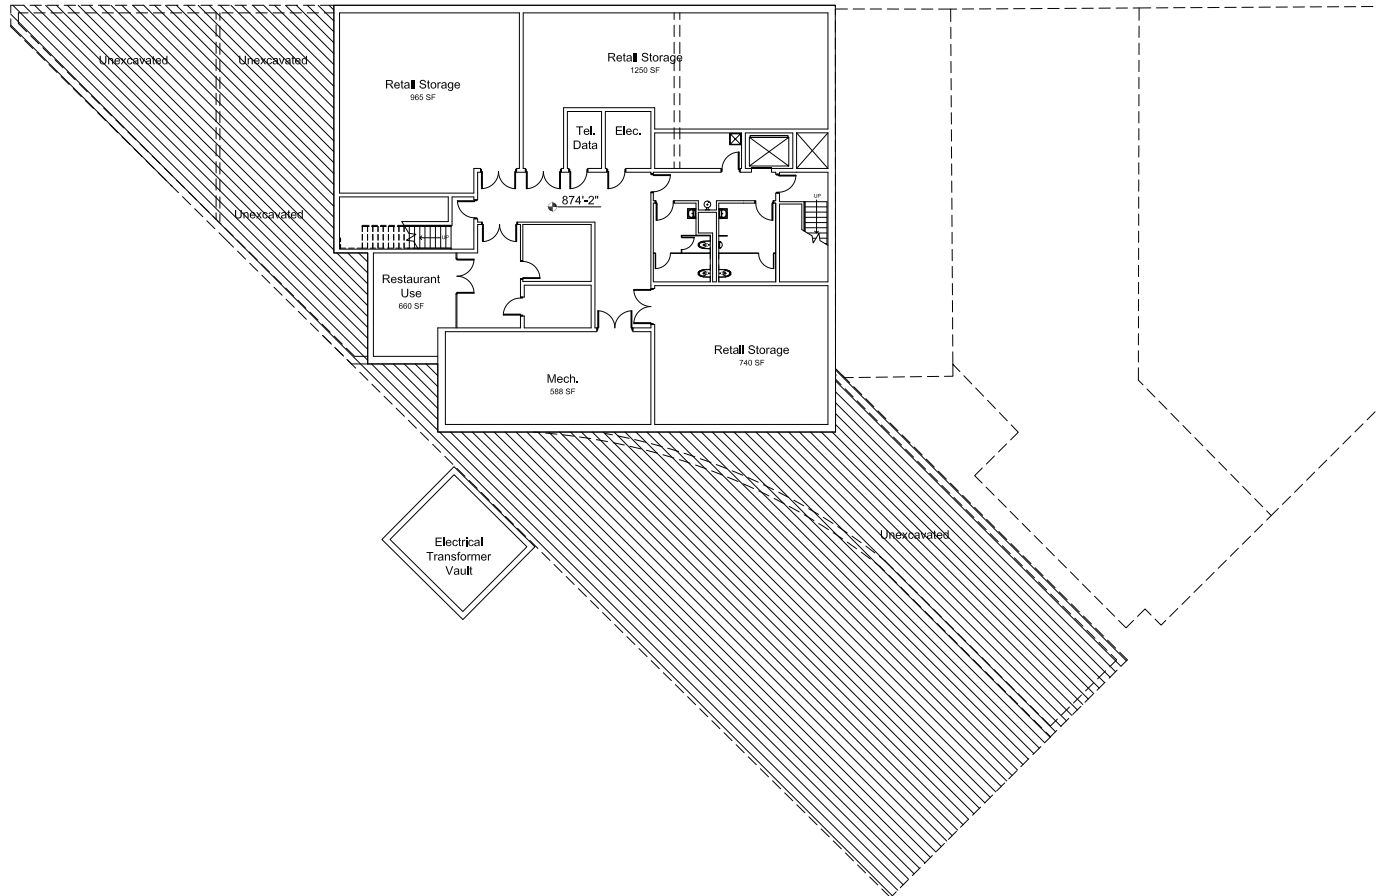 Unexcavated
Unexcavated
Retail Storage
965 SF
Retail Storage
1250 SF
Tel.
Data
Elec.
Unexcavated
874'-2"
UP
UP
Restaurant
Use
660 SF
Retail Storage
740 SF
Mech.
588 SF
Electrical
Transformer
Vault
Unexcavated